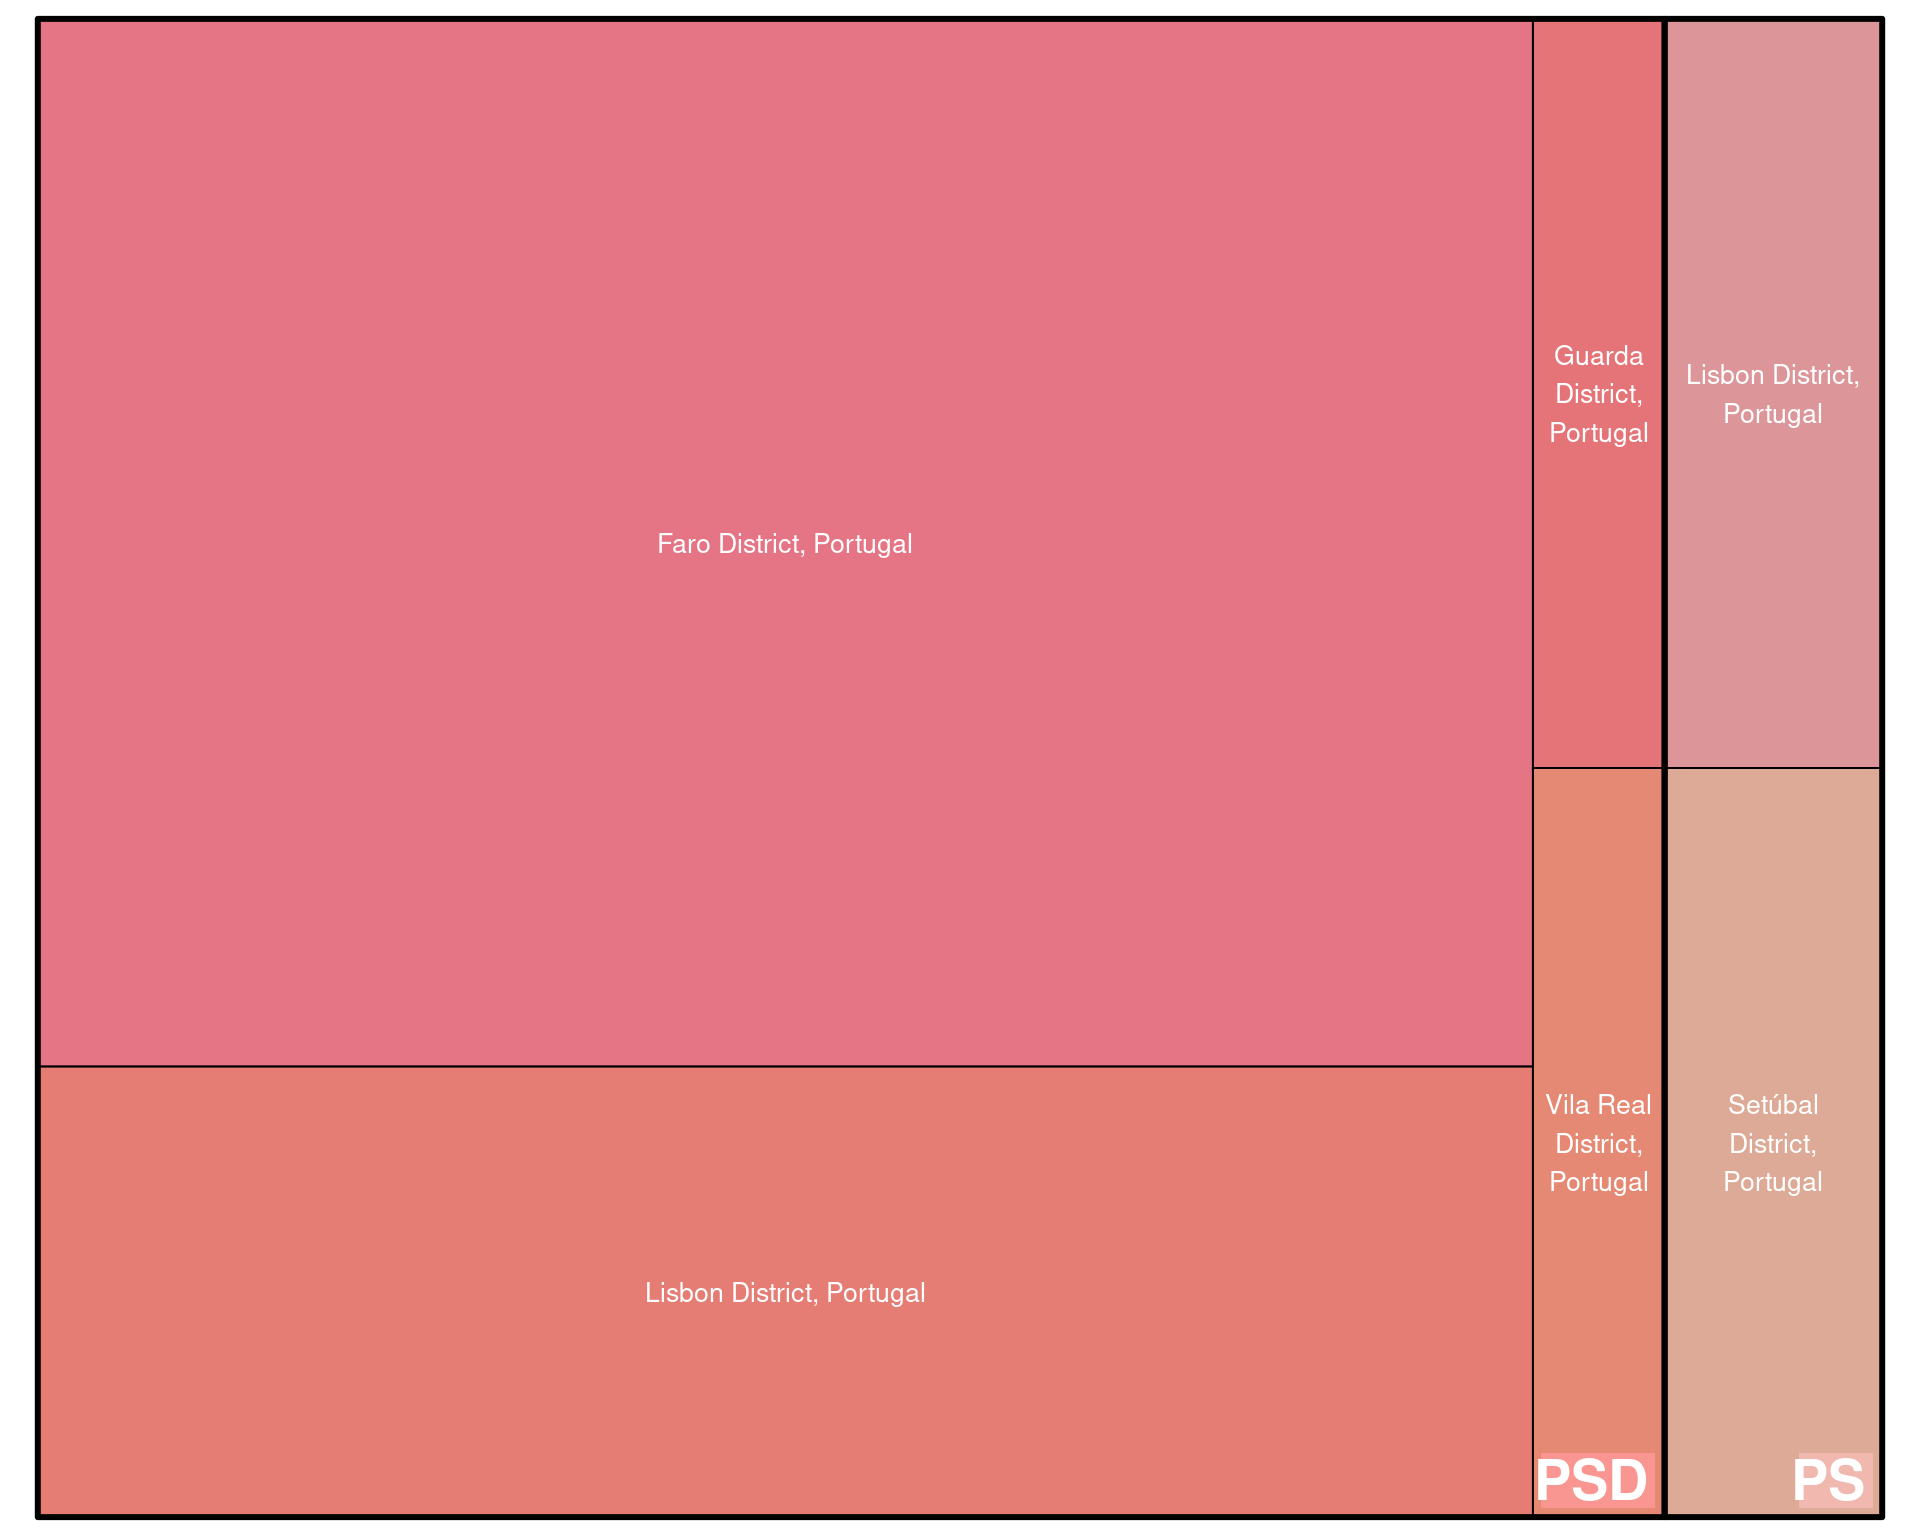 Faro District, Portugal
Lisbon District, Portugal
Guarda
District,
Portugal
Vila Real
District,
Portugal
PSD
Lisbon District,
Portugal
Setúbal
District,
Portugal
PS